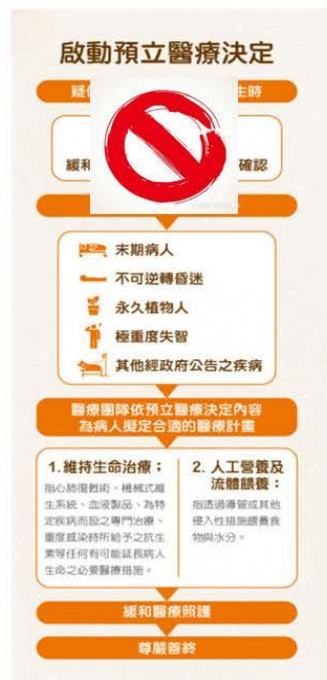 啟動預立醫療決定
疑
生時
緩和
確認
末期病人
不可逆轉昏迷
永久植物人
極重度失智
其他經政府公告之疾病
醫療團隊依預立醫療決定內容
為病人擬定合適的醫療計畫
1.維持生命治療：
指心肺復甦術、機械式維
生系統、血液製品、為特
定疾病而設之專門治療、
重度感染時所給予之抗生
素等任何有可能延長病人
生命之必要醫療措施。
2. 人工營養及
流體餵養：
指透過導管或其他
侵入性措施餵養食
物與水分。
緩和醫療照護
尊嚴善終